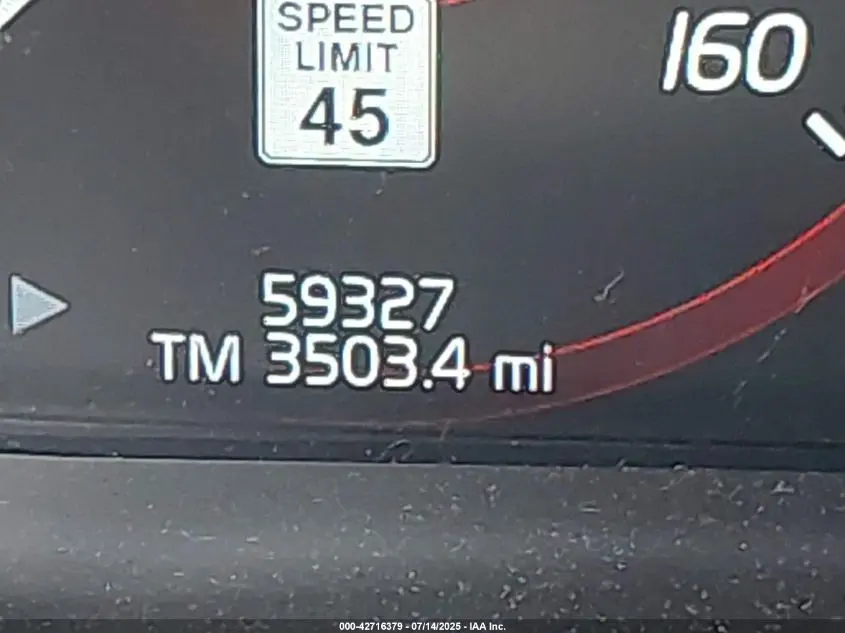 SPEED
LIMIT
45
160
59327
TM 3503.4 mi
000-42716379 - 07/14/2025 - IAA Inc.